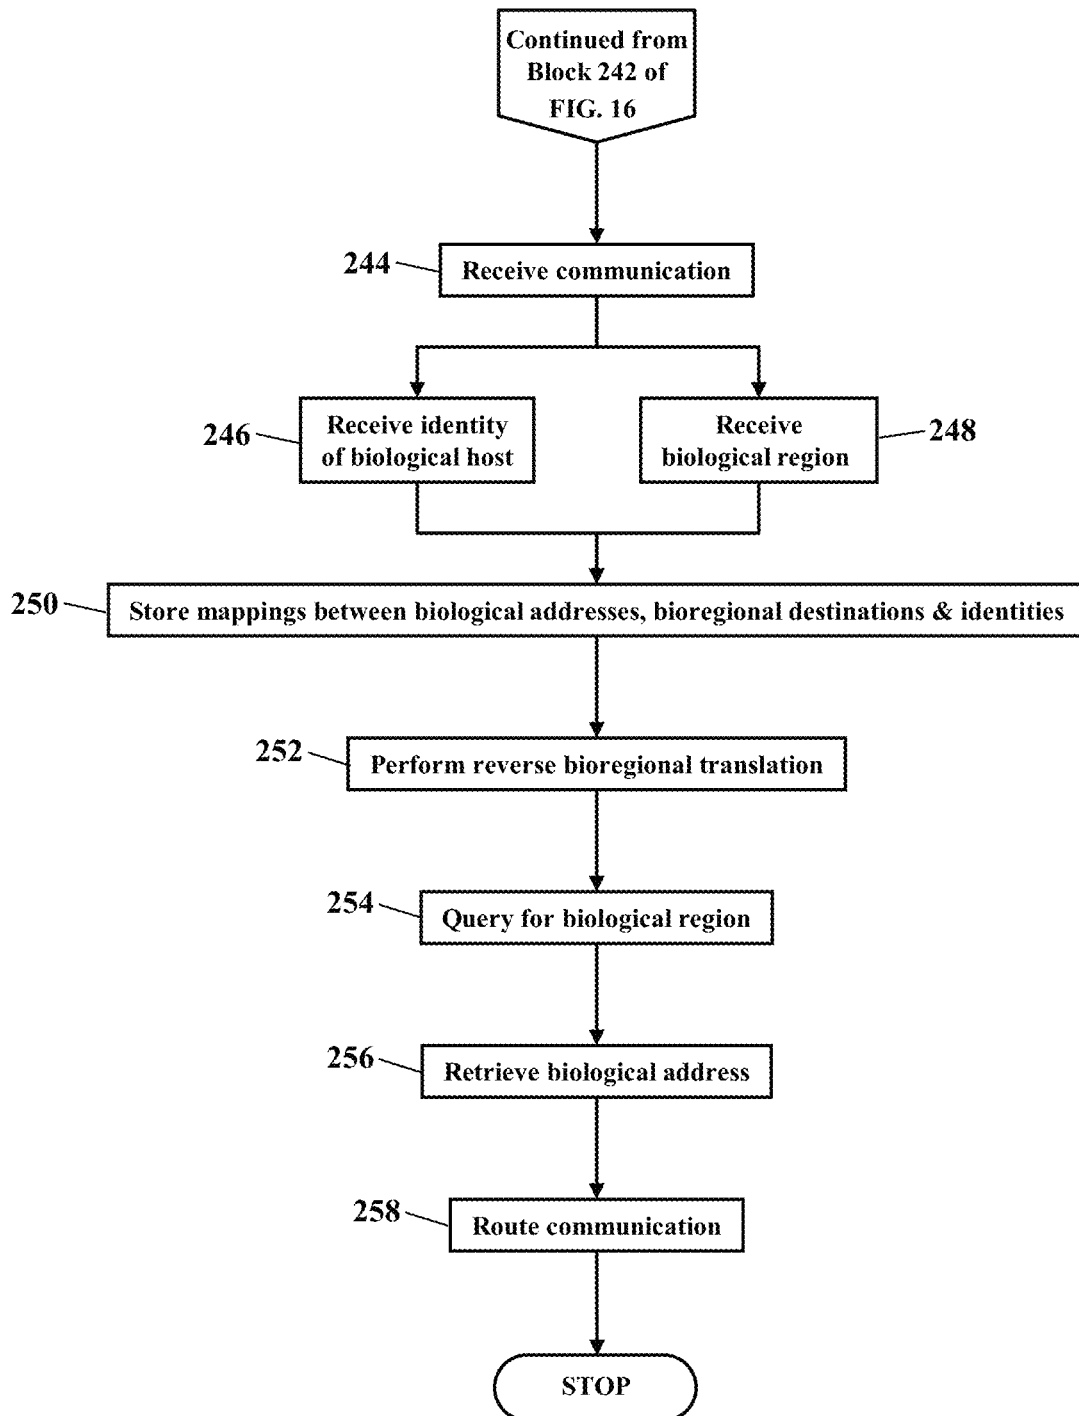 Continued from
Block 242 of
FIG. 16
244
Receive communication
246
Receive identity
of biological host
Receive
biological region
248
250
Store mappings between biological addresses, bioregional destinations & identities
252
Perform reverse bioregional translation
254
Query for biological region
256
Retrieve biological address
258
Route communication
STOP